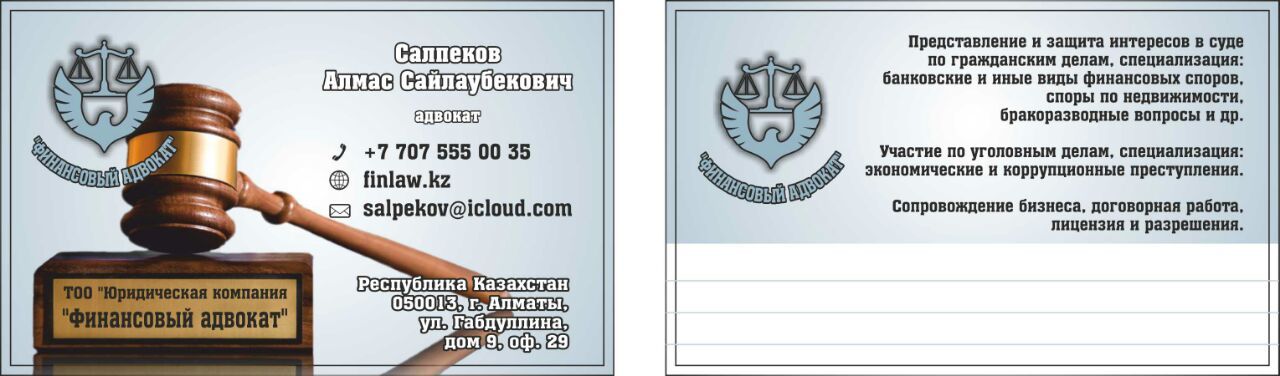 Салпеков
Алмас Сайлаубекович
адвокат
+7 707 555 00 35
finlaw.kz
salpekov@icloud.com
"ФИНАНСОВЫЙ АДВОКАТ"
ТОО "Юридическая компания
"Финансовый адвокат"
Республика Казахстан
050013, г. Алматы,
ул. Габдуллина,
дом 9, оф. 29
"ФИНАНСОВЫЙ АДВОКАТ"
Представление и защита интересов в суде
по гражданским делам, специализация:
банковские и иные виды финансовых споров,
споры по недвижимости,
бракоразводные вопросы и др.
Участие по уголовным делам, специализация:
экономические и коррупционные преступления.
Сопровождение бизнеса, договорная работа,
лицензия и разрешения.